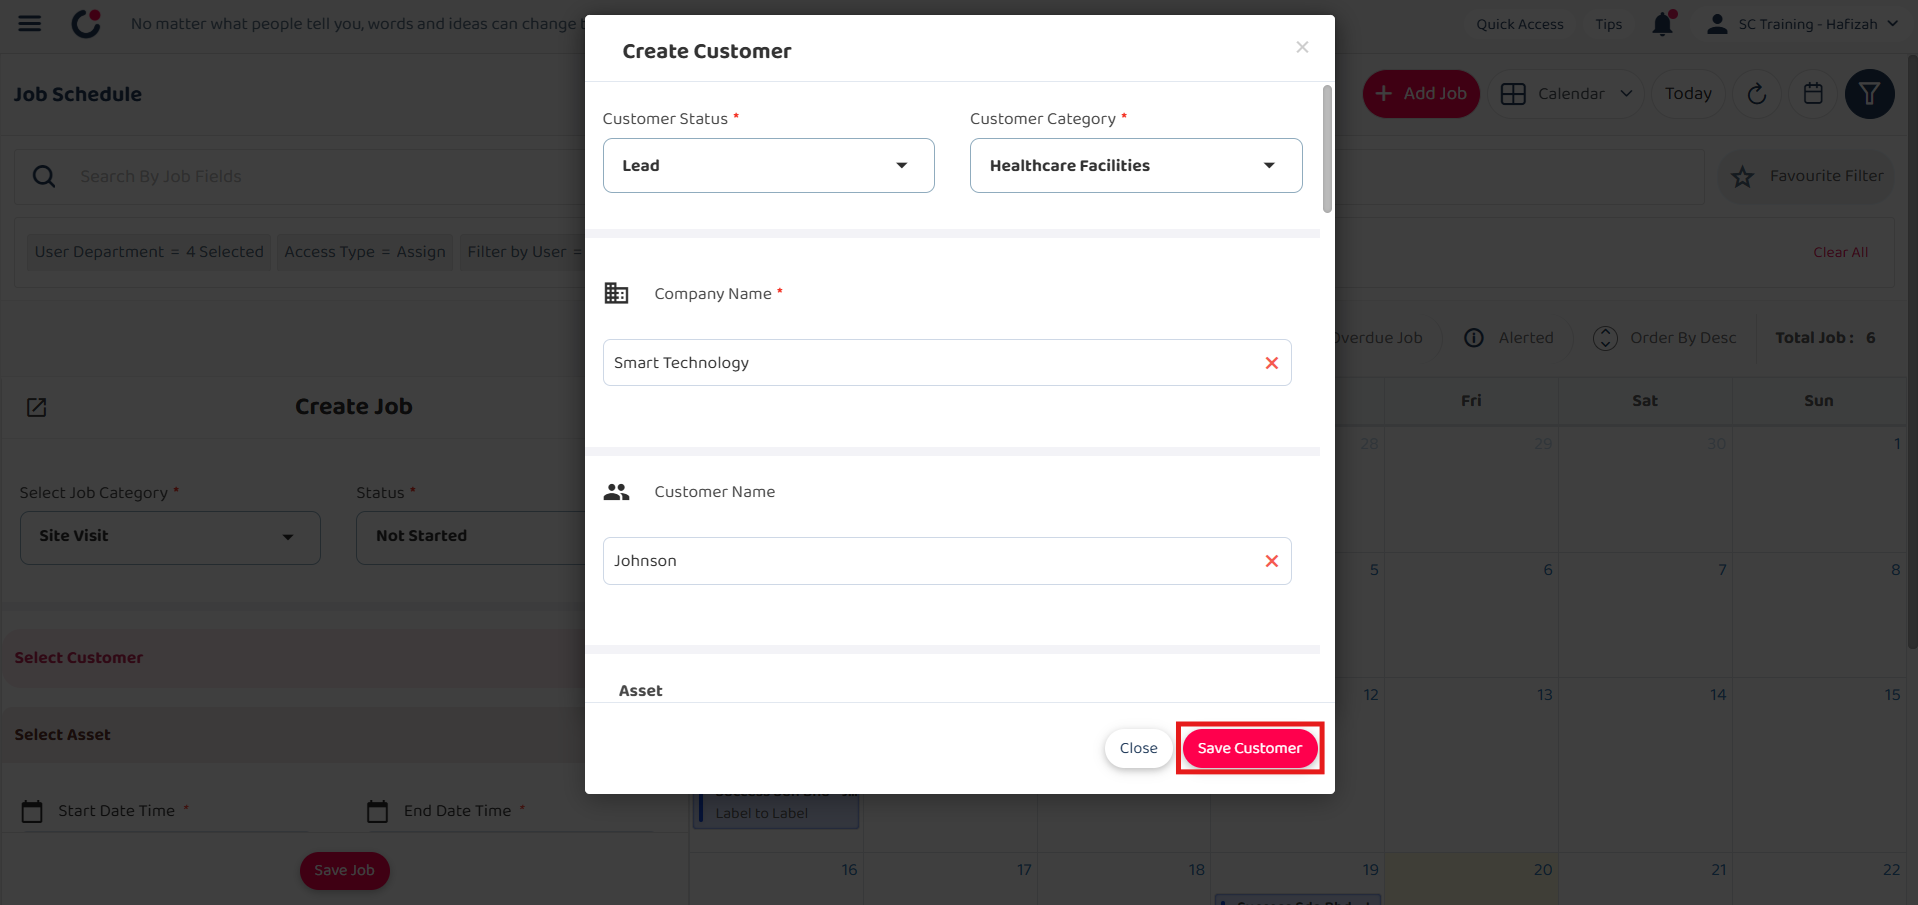 No matter what people tell you, words and ideas can change
Quick Access
Tips
SC Training - Hafizah
Job Schedule
Add Job
Calendar
Today
Search By Job Fields
Favourite Filter
User Department = 4 Selected
Access Type = Assign
Filter by User =
Clear All
Overdue Job
Alerted
Order By Desc
Total Job : 6
Create Job
Select Job Category *
Status *
Site Visit
Not Started
Select Customer
Select Asset
Start Date Time *
End Date Time *
Save Job
Create Customer
×
Customer Status *
Customer Category *
Lead
Healthcare Facilities
Company Name *
Smart Technology
Customer Name
Johnson
Asset
Close
Save Customer
Fri
Sat
Sun
28
29
30
1
5
6
7
8
12
13
14
15
Label to Label
16
17
18
19
20
21
22